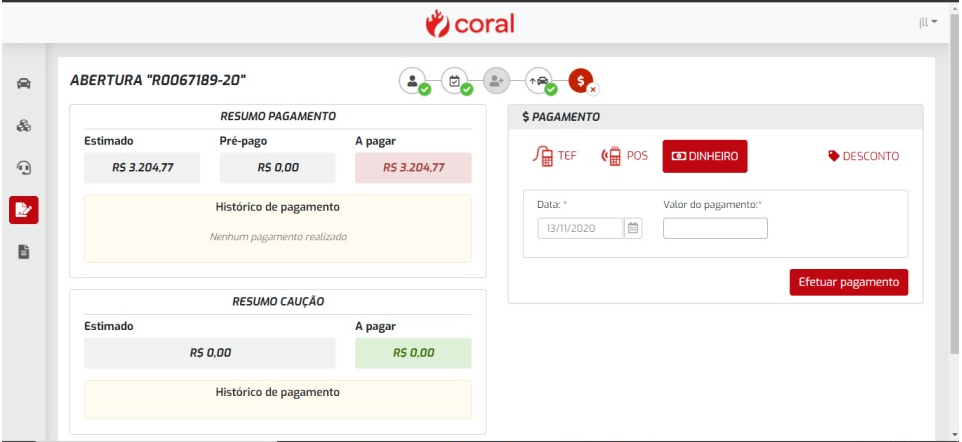 coral
jll
ABERTURA "R0067189-20"
RESUMO PAGAMENTO
Estimado Pré-pago A pagar
R$ 3.204,77 R$ 0,00 R$ 3.204,77
Histórico de pagamento
Nenhum pagamento realizado
RESUMO CAUÇÃO
Estimado A pagar
R$ 0,00 R$ 0,00
Histórico de pagamento
$ PAGAMENTO
TEF POS DINHEIRO DESCONTO
Data: * Valor do pagamento:*
13/11/2020
Efetuar pagamento